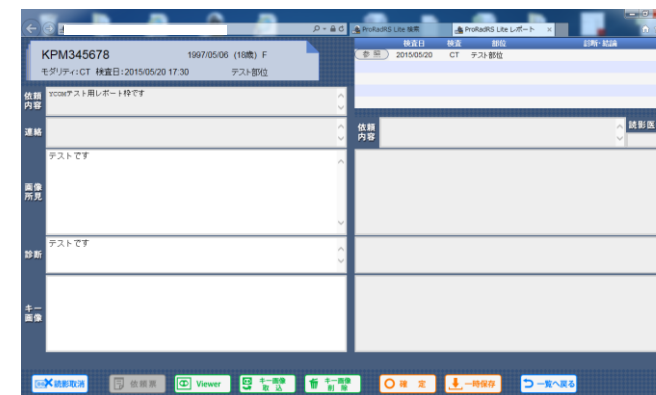 ProRadRS Lite 検索
ProRadRS Lite レポート
KPM345678
1997/05/06 (18歳) F
モダリティ:CT 検査日:2015/05/20 17:30
テスト部位
検査日
検査
部位
診断・結論
参照
2015/05/20
CT
テスト部位
依頼
内容
YCOMテスト用レポート枠です
連絡
依頼
内容
読影医
画像
所見
テストです
診断
テストです
キー
画像
読影取消
依頼票
Viewer
キー画像
取込
キー画像
削除
確定
一時保存
一覧へ戻る